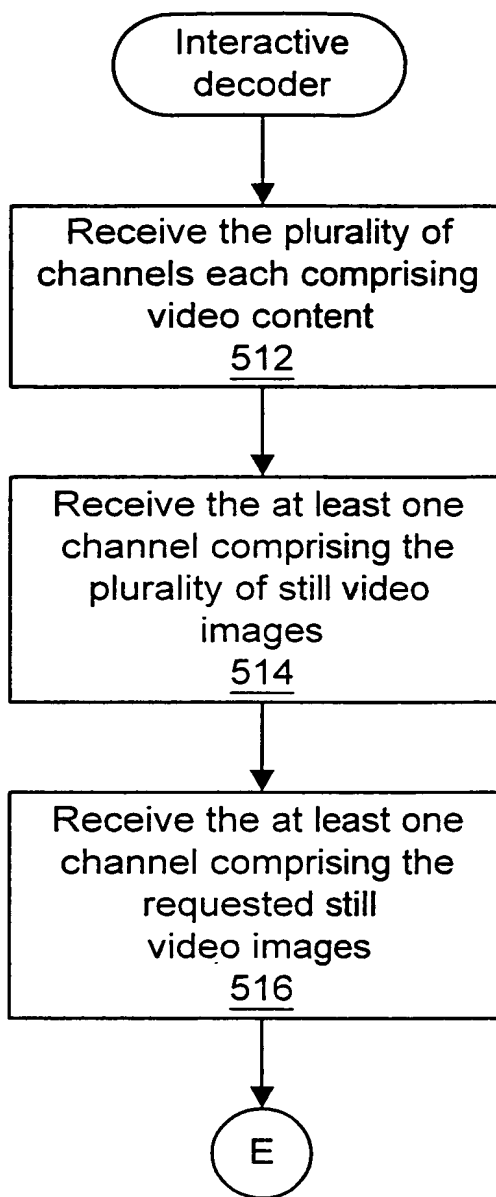 Interactive
decoder
Receive the plurality of
channels each comprising
video content
512
Receive the at least one
channel comprising the
plurality of still video
images
514
Receive the at least one
channel comprising the
requested still
video images
516
E